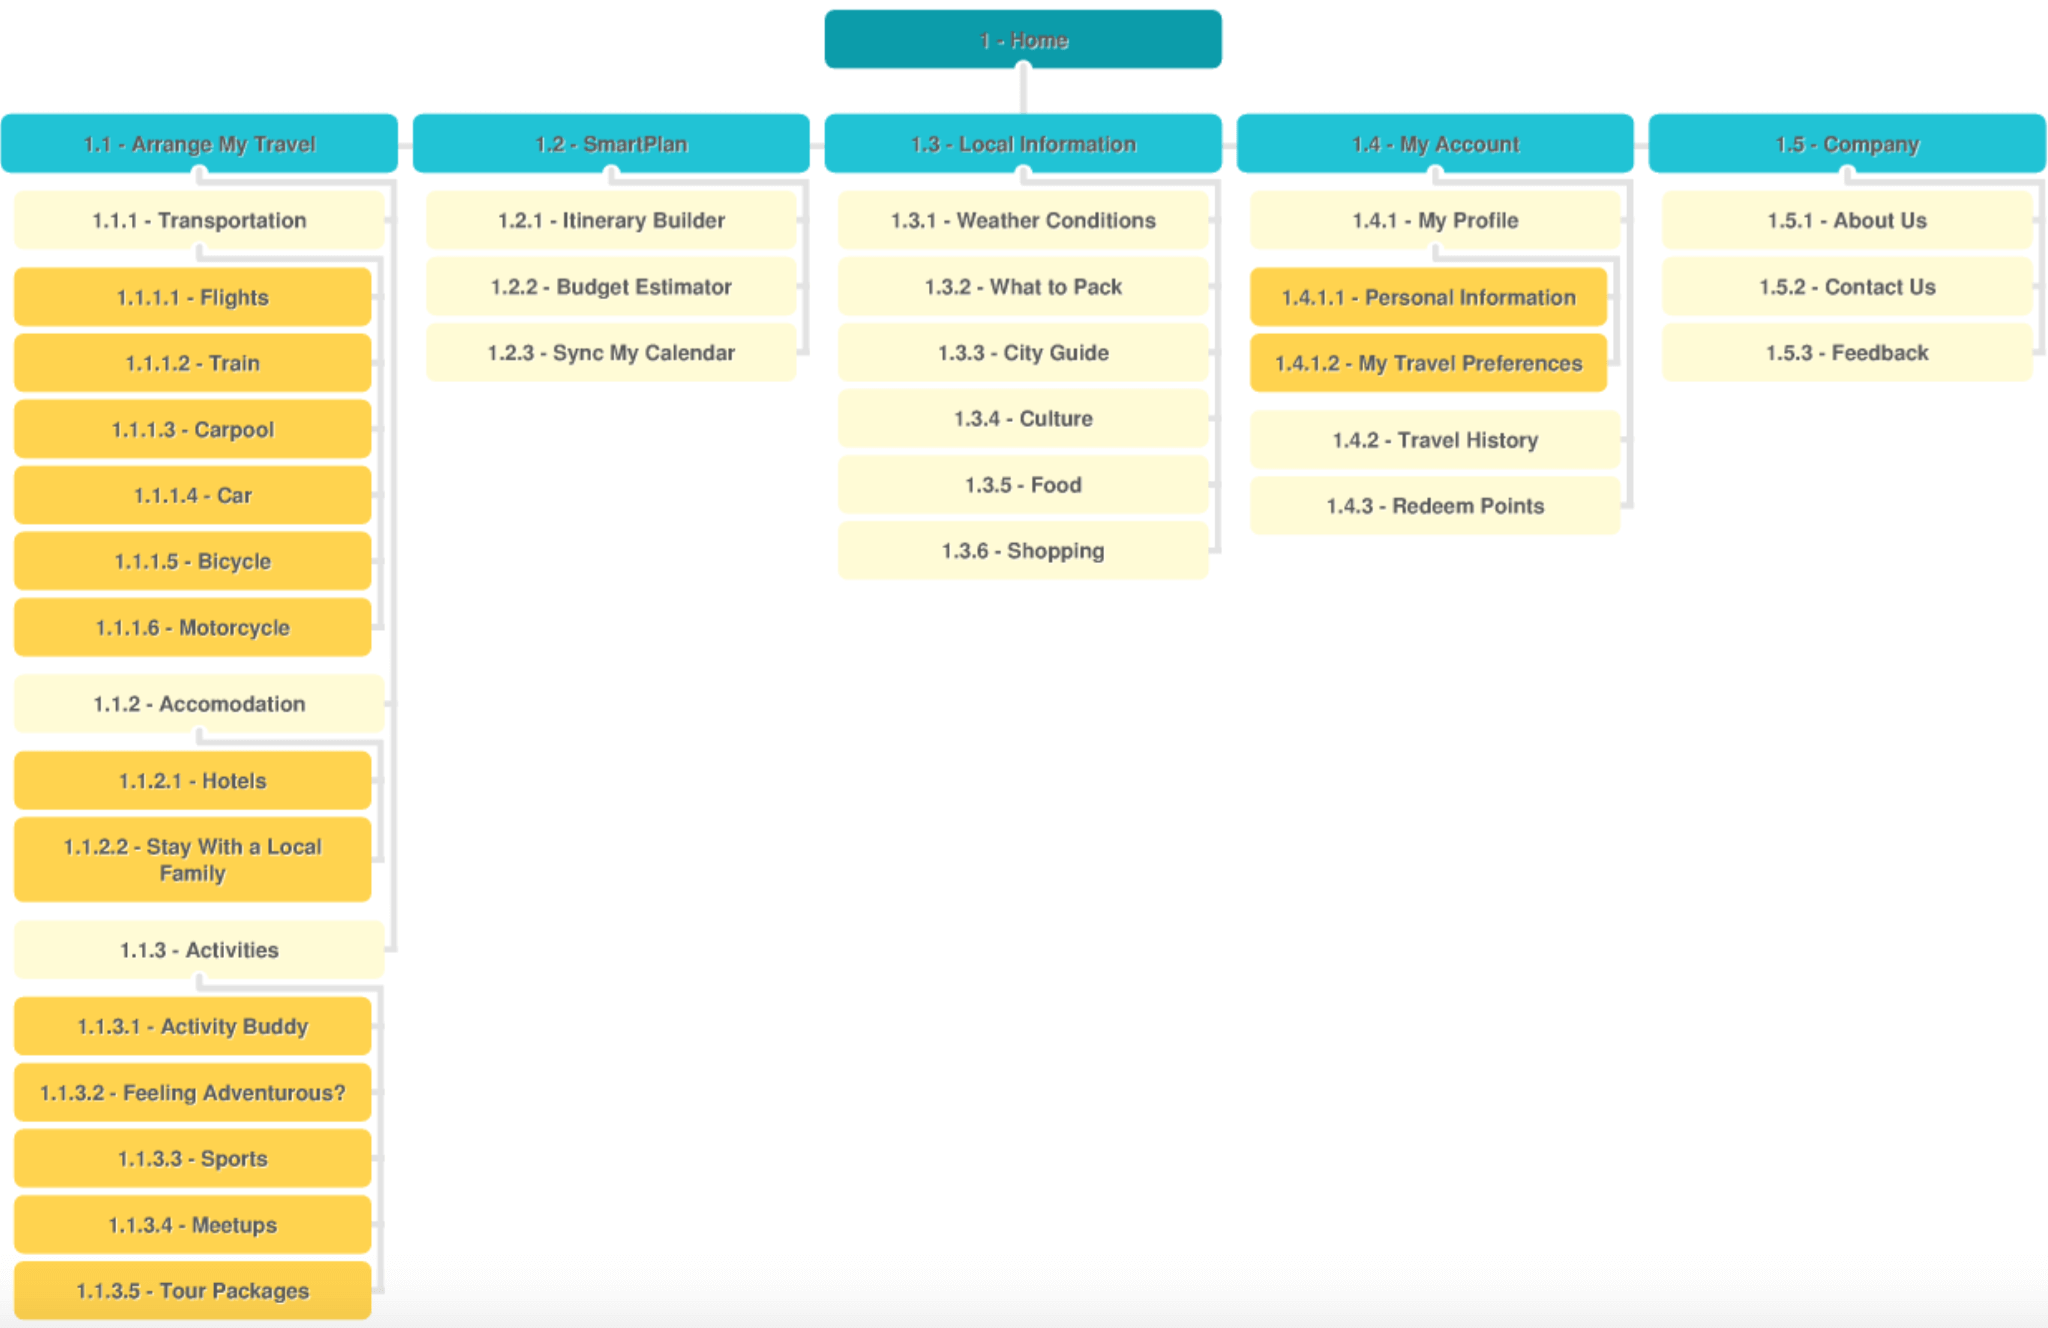 1 - Home
1.1 - Arrange My Travel
1.1.1 - Transportation
1.1.1.1 - Flights
1.1.1.2 - Train
1.1.1.3 - Carpool
1.1.1.4 - Car
1.1.1.5 - Bicycle
1.1.1.6 - Motorcycle
1.1.2 - Accomodation
1.1.2.1 - Hotels
1.1.2.2 - Stay With a Local
Family
1.1.3 - Activities
1.1.3.1 - Activity Buddy
1.1.3.2 - Feeling Adventurous?
1.1.3.3 - Sports
1.1.3.4 - Meetups
1.1.3.5 - Tour Packages
1.2 - SmartPlan
1.2.1 - Itinerary Builder
1.2.2 - Budget Estimator
1.2.3 - Sync My Calendar
1.3 - Local Information
1.3.1 - Weather Conditions
1.3.2 - What to Pack
1.3.3 - City Guide
1.3.4 - Culture
1.3.5 - Food
1.3.6 - Shopping
1.4 - My Account
1.4.1 - My Profile
1.4.1.1 - Personal Information
1.4.1.2 - My Travel Preferences
1.4.2 - Travel History
1.4.3 - Redeem Points
1.5 - Company
1.5.1 - About Us
1.5.2 - Contact Us
1.5.3 - Feedback